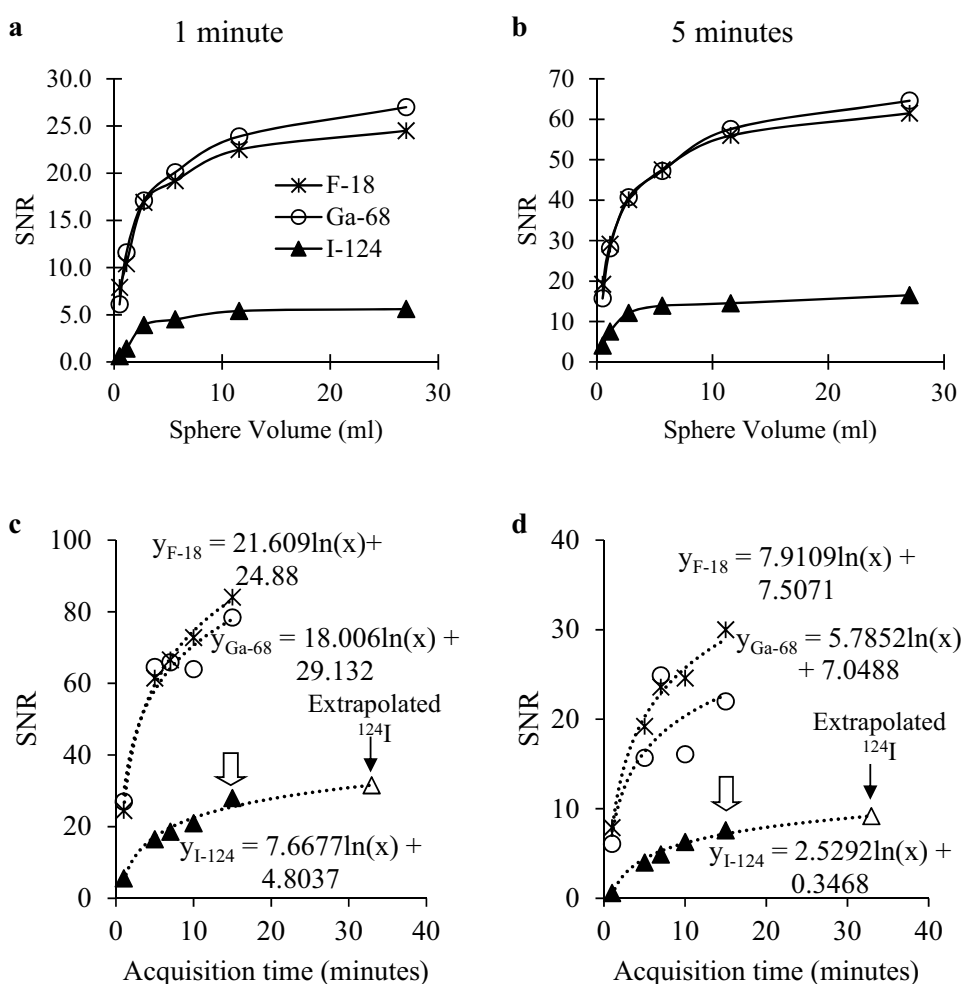 a
1 minute
SNR
30.0
25.0
20.0
15.0
10.0
5.0
0.0
F-18
Ga-68
I-124
0 10 20 30
Sphere Volume (ml)
b
5 minutes
SNR
70
60
50
40
30
20
10
0
0 10 20 30
Sphere Volume (ml)
c
SNR
100
80
60
40
20
0
yF-18 = 21.609ln(x)+
24.88
yGa-68 = 18.006ln(x) +
29.132
Extrapolated
124I
yI-124 = 7.6677ln(x) +
4.8037
0 10 20 30 40
Acquisition time (minutes)
d
SNR
40
30
20
10
0
yF-18 = 7.9109ln(x) +
7.5071
yGa-68 = 5.7852ln(x)
+ 7.0488
Extrapolated
124I
yI-124 = 2.5292ln(x) +
0.3468
0 10 20 30 40
Acquisition time (minutes)